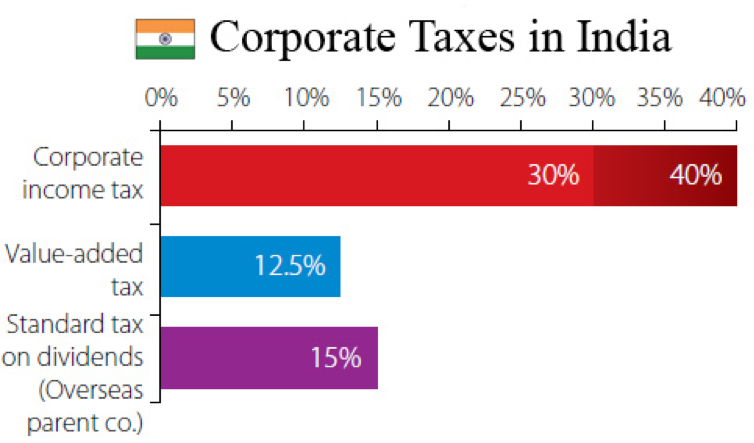 Corporate Taxes in India
0% 5% 10% 15% 20% 25% 30% 35% 40%
Corporate
income tax
30% 40%
Value-added
tax
12.5%
Standard tax
on dividends
(Overseas
parent co.)
15%